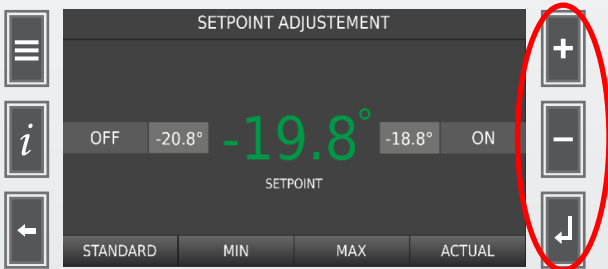 SETPOINT ADJUSTEMENT
+
i
OFF -20.8° -19.8° -18.8° ON
−
SETPOINT
STANDARD MIN MAX ACTUAL